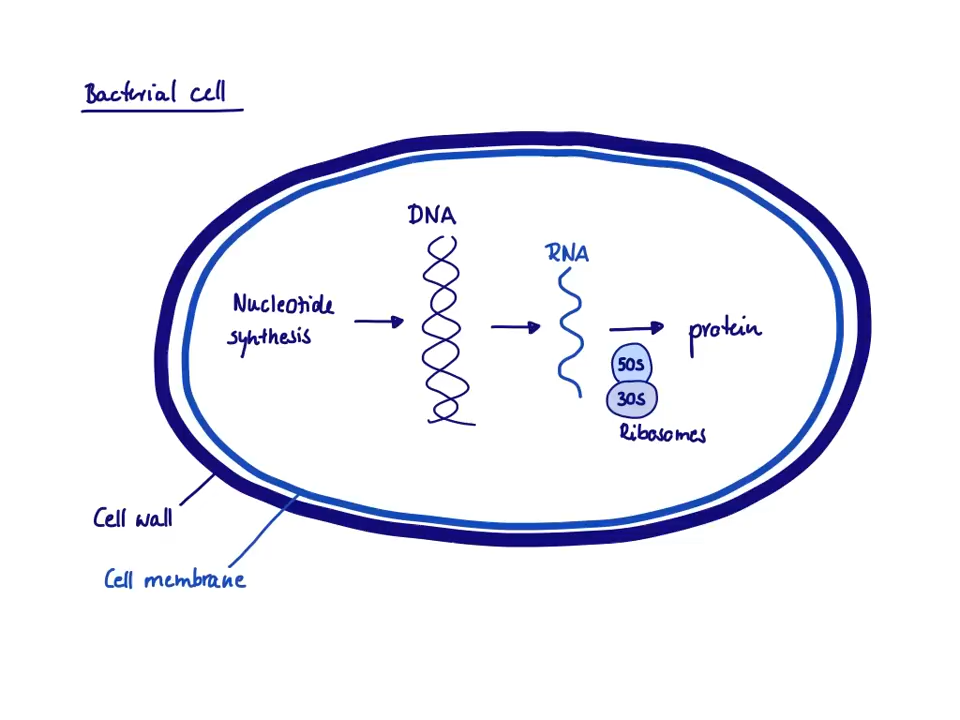 Bacterial cell
DNA
RNA
Nucleotide
synthesis
protein
50s
30s
Ribosomes
Cell wall
Cell membrane